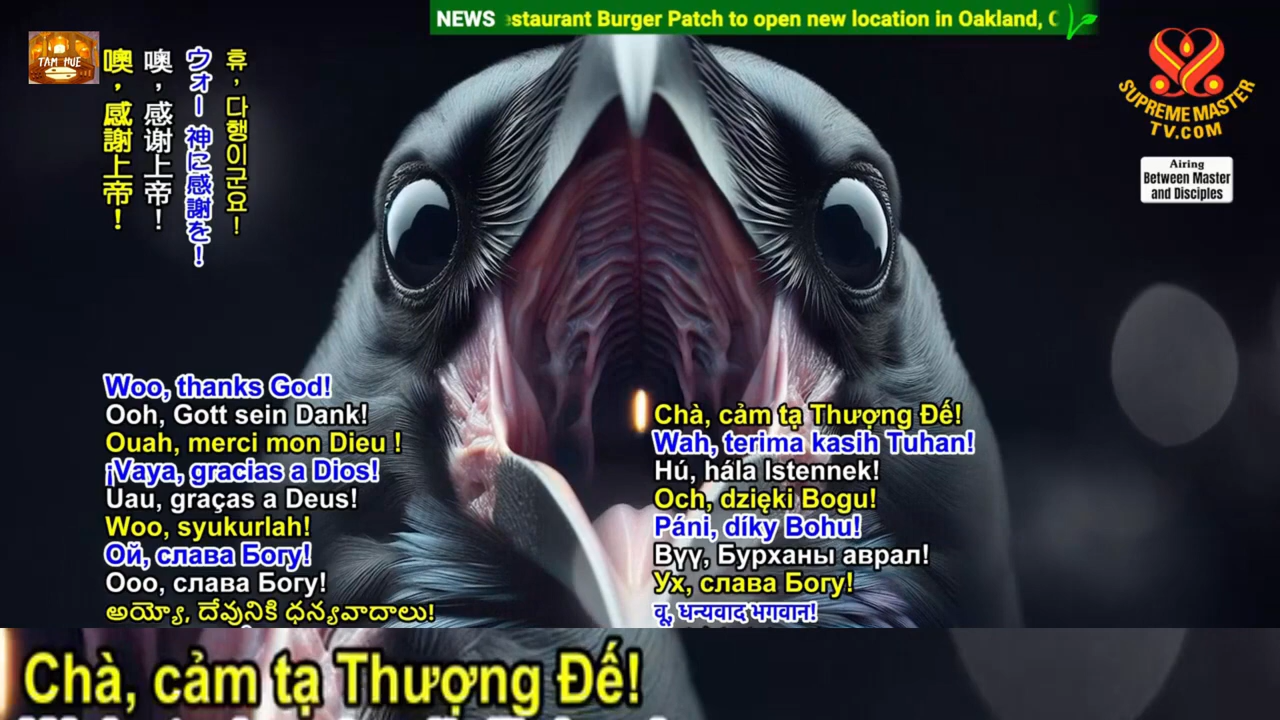 NEWS estaurant Burger Patch to open new location in Oakland, C
TAM HUE
SUPREME MASTER
TV.COM
Airing
Between Master
and Disciples
噢，感謝上帝！
噢，感谢上帝！
ウォー 神に感謝を！
휴，다행이군요！
Woo, thanks God!
Ooh, Gott sein Dank!
Ouah, merci mon Dieu !
¡Vaya, gracias a Dios!
Uau, graças a Deus!
Woo, syukurlah!
Ой, слава Богу!
Ооо, слава Богу!
అయ్యో, దేవునికి ధన్యవాదాలు!
Chà, cảm tạ Thượng Đế!
Wah, terima kasih Tuhan!
Hú, hála Istennek!
Och, dzięki Bogu!
Páni, díky Bohu!
Вүү, Бурханы аврал!
Ух, слава Богу!
वू, धन्यवाद भगवान!
Chà, cảm tạ Thượng Đế!